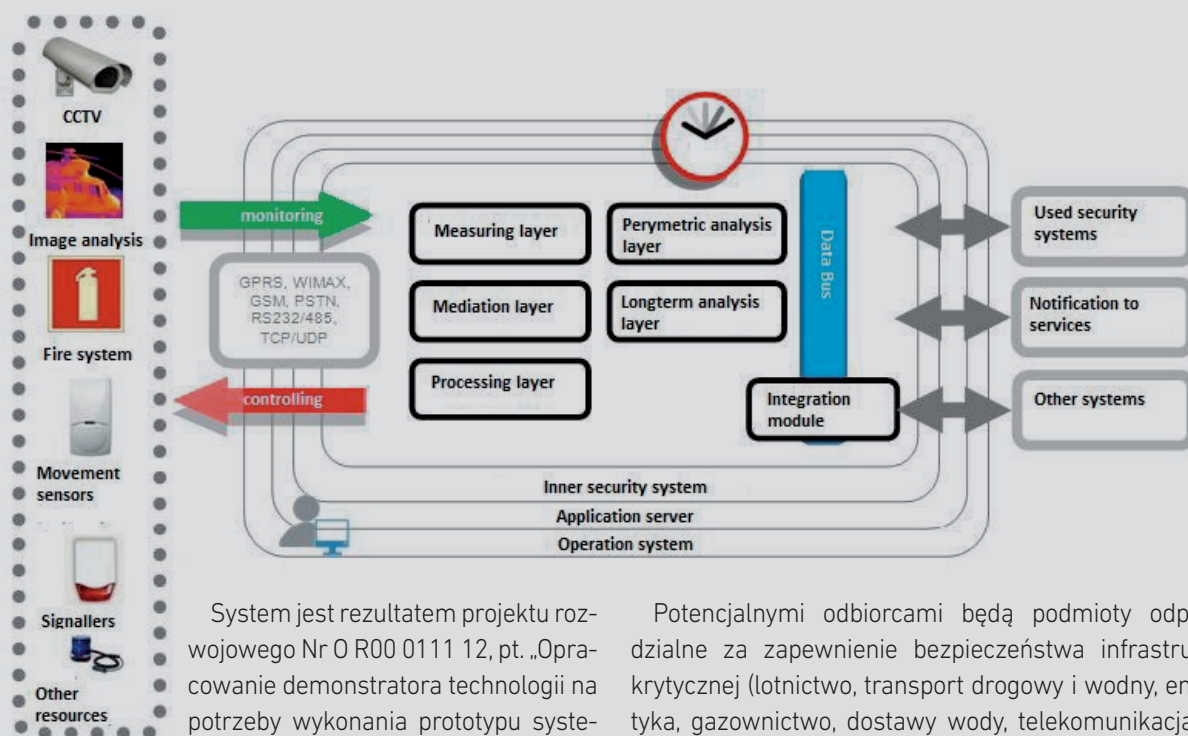 CCTV
Image analysis
Fire system
Movement
sensors
Signallers
Other
resources
monitoring
GPRS, WIMAX,
GSM, PSTN,
RS232/485,
TCP/UDP
controlling
Measuring layer
Mediation layer
Processing layer
Perymetric analysis
layer
Longterm analysis
layer
Data Bus
Integration
module
Inner security system
Application server
Operation system
Used security
systems
Notification to
services
Other systems
System jest rezultatem projektu roz-
wojowego Nr O R00 0111 12, pt. „Opra-
cowanie demonstratora technologii na
potrzeby wykonania prototypu syste-
Potencjalnymi odbiorcami będą podmioty odp
dzialne za zapewnienie bezpieczeństwa infrastru
krytycznej (lotnictwo, transport drogowy i wodny, en
tyka, gazownictwo, dostawy wody, telekomunikacja